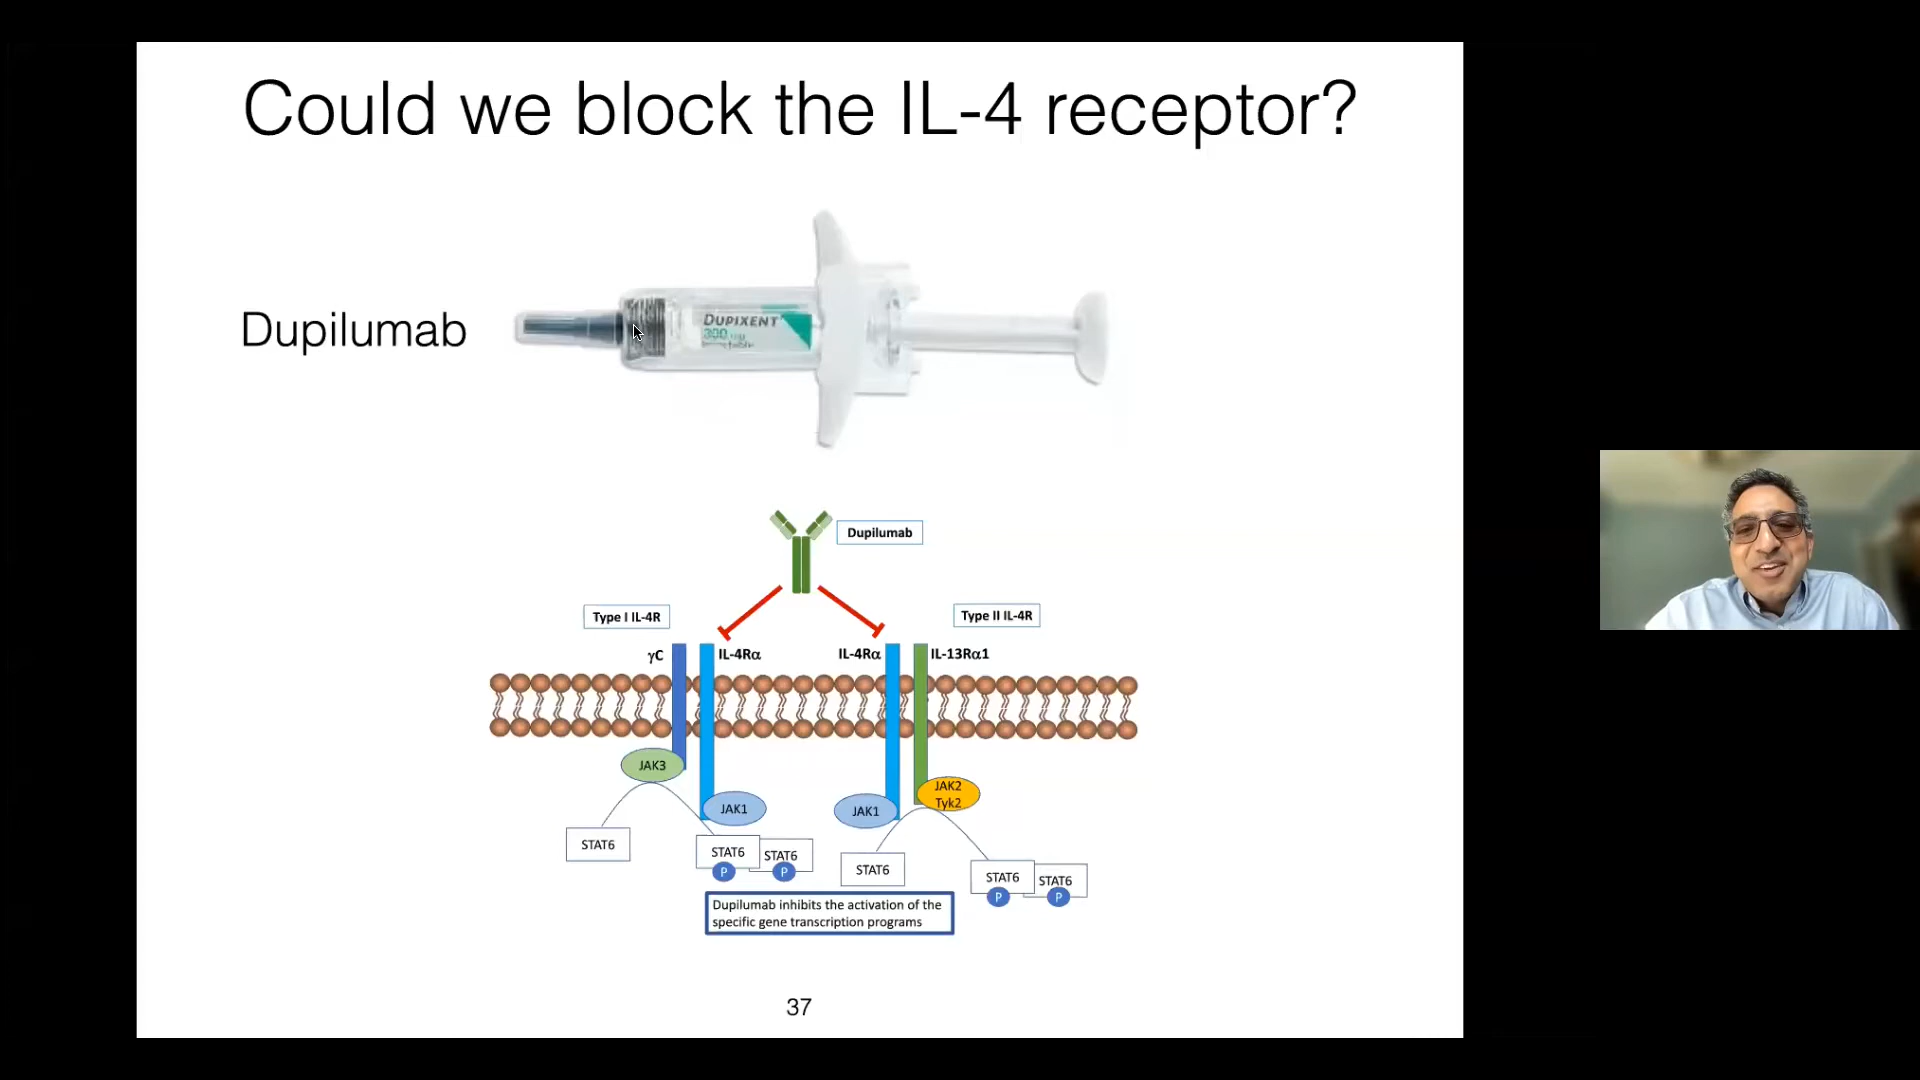 Could we block the IL-4 receptor?
Dupilumab
DUPIXENT
300 mg
Dupilumab
Type I IL-4R
Type II IL-4R
γC
IL-4Rα
IL-4Rα
IL-13Rα1
JAK3
JAK1
JAK1
JAK2
Tyk2
STAT6
STAT6
P
STAT6
P
STAT6
STAT6
P
STAT6
P
Dupilumab inhibits the activation of the
specific gene transcription programs
37